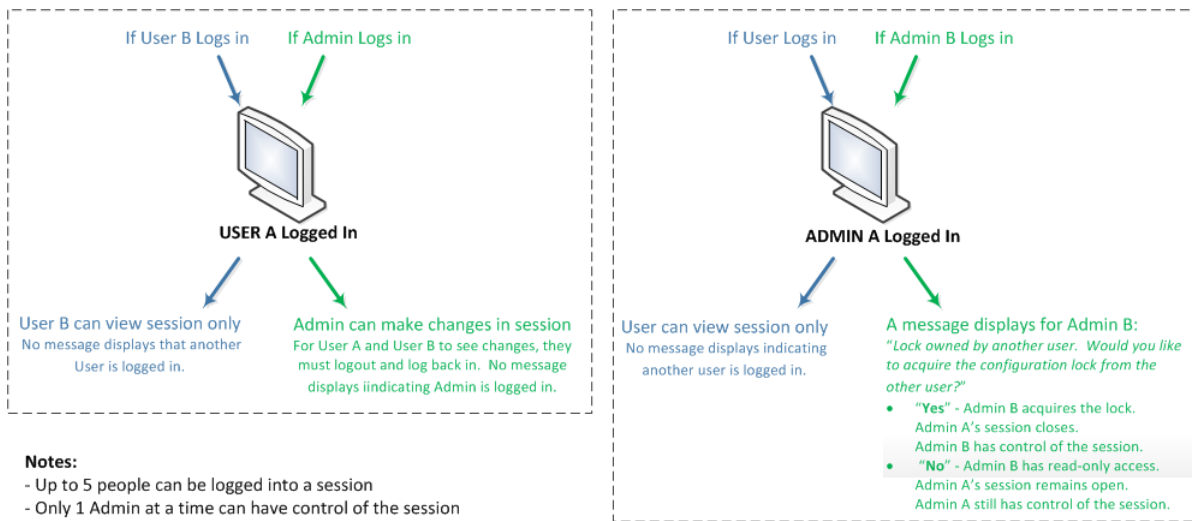 If User B Logs in
If Admin Logs in
USER A Logged In
User B can view session only
No message displays that another
User is logged in.
Admin can make changes in session
For User A and User B to see changes, they
must logout and log back in.  No message
displays iindicating Admin is logged in.
Notes:
- Up to 5 people can be logged into a session
- Only 1 Admin at a time can have control of the session
If User Logs in
If Admin B Logs in
ADMIN A Logged In
User can view session only
No message displays indicating
another user is logged in.
A message displays for Admin B:
"Lock owned by another user.  Would you like
to acquire the configuration lock from the
other user?"
• "Yes" - Admin B acquires the lock.
Admin A's session closes.
Admin B has control of the session.
• "No" - Admin B has read-only access.
Admin A's session remains open.
Admin A still has control of the session.